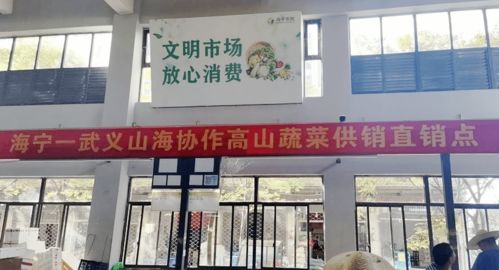 文明市场
放心消费
海宁一武义山海协作高山蔬菜供销直销点